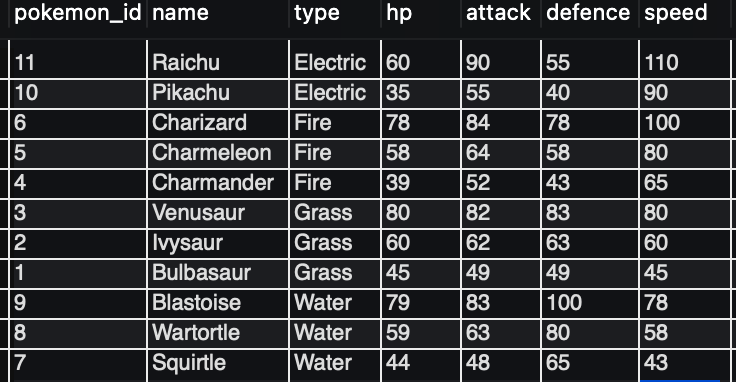 pokemon_id name type hp attack defence speed
11 Raichu Electric 60 90 55 110
10 Pikachu Electric 35 55 40 90
6 Charizard Fire 78 84 78 100
5 Charmeleon Fire 58 64 58 80
4 Charmander Fire 39 52 43 65
3 Venusaur Grass 80 82 83 80
2 Ivysaur Grass 60 62 63 60
1 Bulbasaur Grass 45 49 49 45
9 Blastoise Water 79 83 100 78
8 Wartortle Water 59 63 80 58
7 Squirtle Water 44 48 65 43